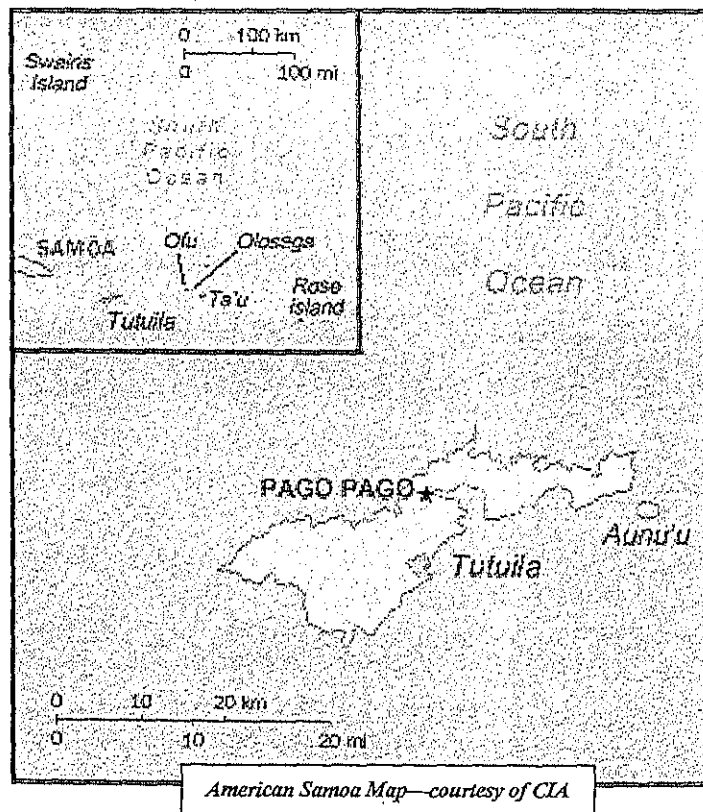 0 100 km
0 100 mi
Swains
Island
South
Pacific
Ocean
SAMOA
Ofu
Olosega
Ta'u
Rose
island
Tutuila
South
Pacific
Ocean
PAGO PAGO
Aunu'u
Tutuila
0 10 20 km
0 10 20 mi
American Samoa Map—courtesy of CIA